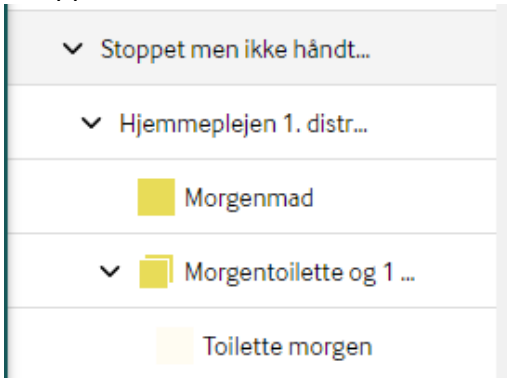 Stoppet men ikke håndt...
Hjemmeplejen 1. distr...
Morgenmad
Morgentoilette og 1 ...
Toilette morgen